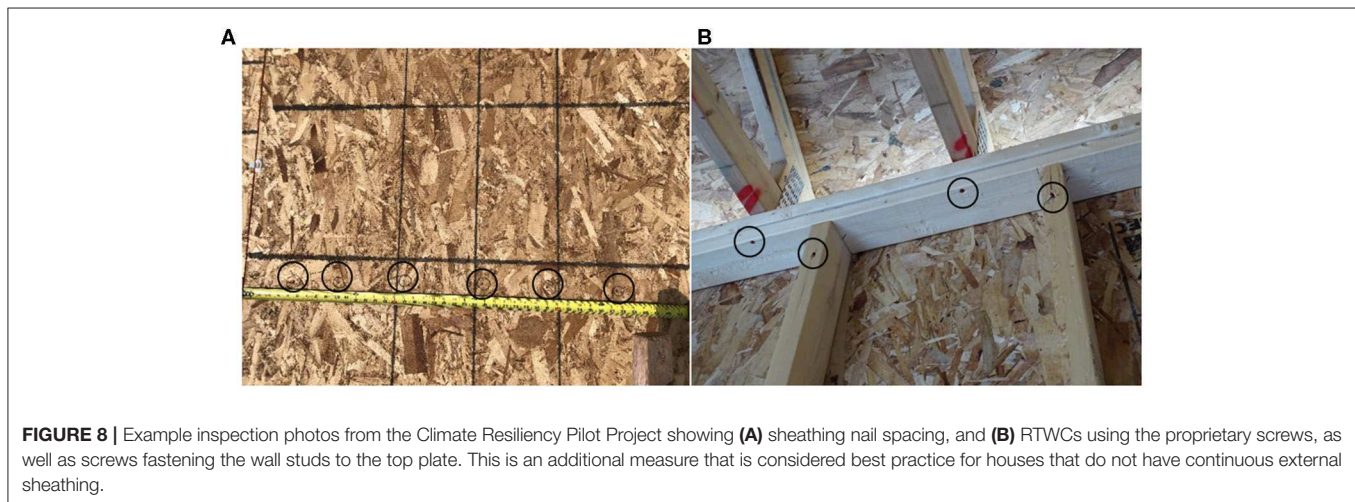 A
B
FIGURE 8 | Example inspection photos from the Climate Resiliency Pilot Project showing (A) sheathing nail spacing, and (B) RTWCs using the proprietary screws, as
well as screws fastening the wall studs to the top plate. This is an additional measure that is considered best practice for houses that do not have continuous external
sheathing.